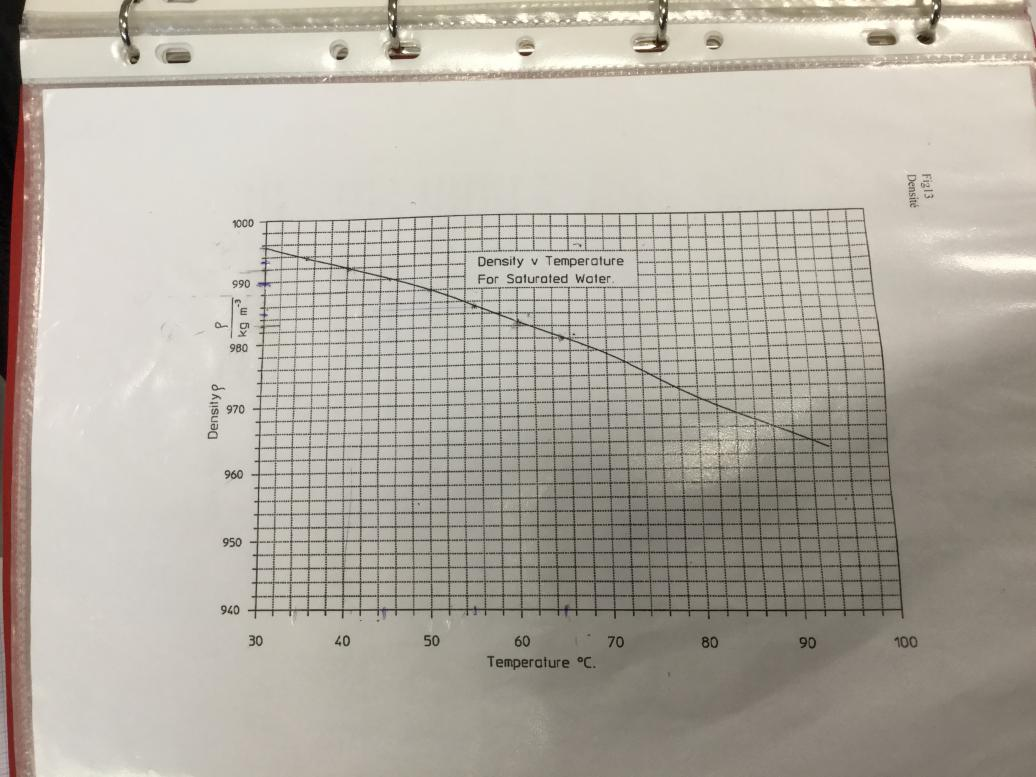 Fig13
Densité
Density v Temperature
For Saturated Water.
Density ρ
ρ
kg m-3
1000
990
980
970
960
950
940
30 40 50 60 70 80 90 100
Temperature °C.